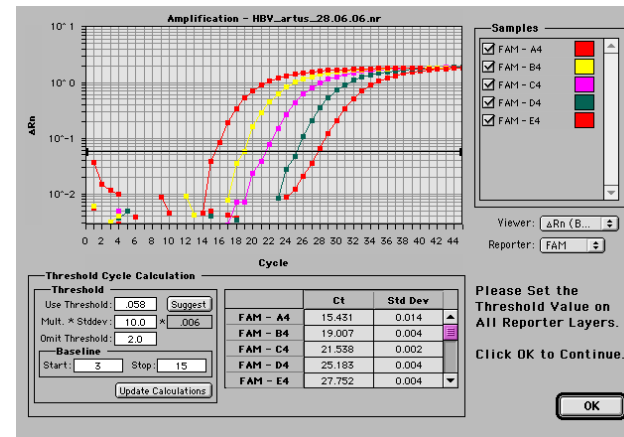 Amplification - HBV_artus_28.06.06.nr
ΔRn
10^1
10^0
10^-1
10^-2
0 2 4 6 8 10 12 14 16 18 20 22 24 26 28 30 32 34 36 38 40 42 44
Cycle
Samples
FAM - A4
FAM - B4
FAM - C4
FAM - D4
FAM - E4
Viewer: ΔRn (B...
Reporter: FAM
Threshold Cycle Calculation
Threshold
Use Threshold: .058 Suggest
Mult. * Stddev: 10.0 * .006
Omit Threshold: 2.0
Baseline
Start: 3 Stop: 15
Update Calculations
Ct Std Dev
FAM - A4 15.431 0.014
FAM - B4 19.007 0.004
FAM - C4 21.538 0.002
FAM - D4 25.183 0.004
FAM - E4 27.752 0.004
Please Set the
Threshold Value on
All Reporter Layers.
Click OK to Continue.
OK